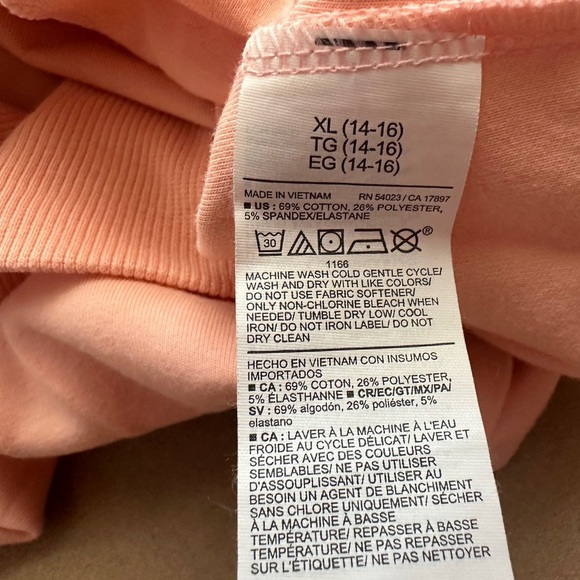 XL (14-16)
TG (14-16)
EG (14-16)
MADE IN VIETNAM RN 54023 / CA 17897
■ US : 69% COTTON, 26% POLYESTER,
5% SPANDEX/ELASTANE
30 ®
1166
MACHINE WASH COLD GENTLE CYCLE/
WASH AND DRY WITH LIKE COLORS/
DO NOT USE FABRIC SOFTENER/
ONLY NON-CHLORINE BLEACH WHEN
NEEDED/ TUMBLE DRY LOW/ COOL
IRON/ DO NOT IRON LABEL/ DO NOT
DRY CLEAN
HECHO EN VIETNAM CON INSUMOS
IMPORTADOS
■ CA : 69% COTON, 26% POLYESTER,
5% ÉLASTHANNE ■ CR/EC/GT/MX/PA/
SV : 69% algodón, 26% poliéster, 5%
elastano
■ CA : LAVER À LA MACHINE À L'EAU
FROIDE AU CYCLE DÉLICAT/ LAVER ET
SÉCHER AVEC DES COULEURS
SEMBLABLES/ NE PAS UTILISER
D'ASSOUPLISSANT/ UTILISER AU
BESOIN UN AGENT DE BLANCHIMENT
SANS CHLORE UNIQUEMENT/ SÉCHER
À LA MACHINE À BASSE
TEMPÉRATURE/ REPASSER À BASSE
TEMPÉRATURE/ NE PAS REPASSER
SUR L'ÉTIQUETTE/ NE PAS NETTOYER